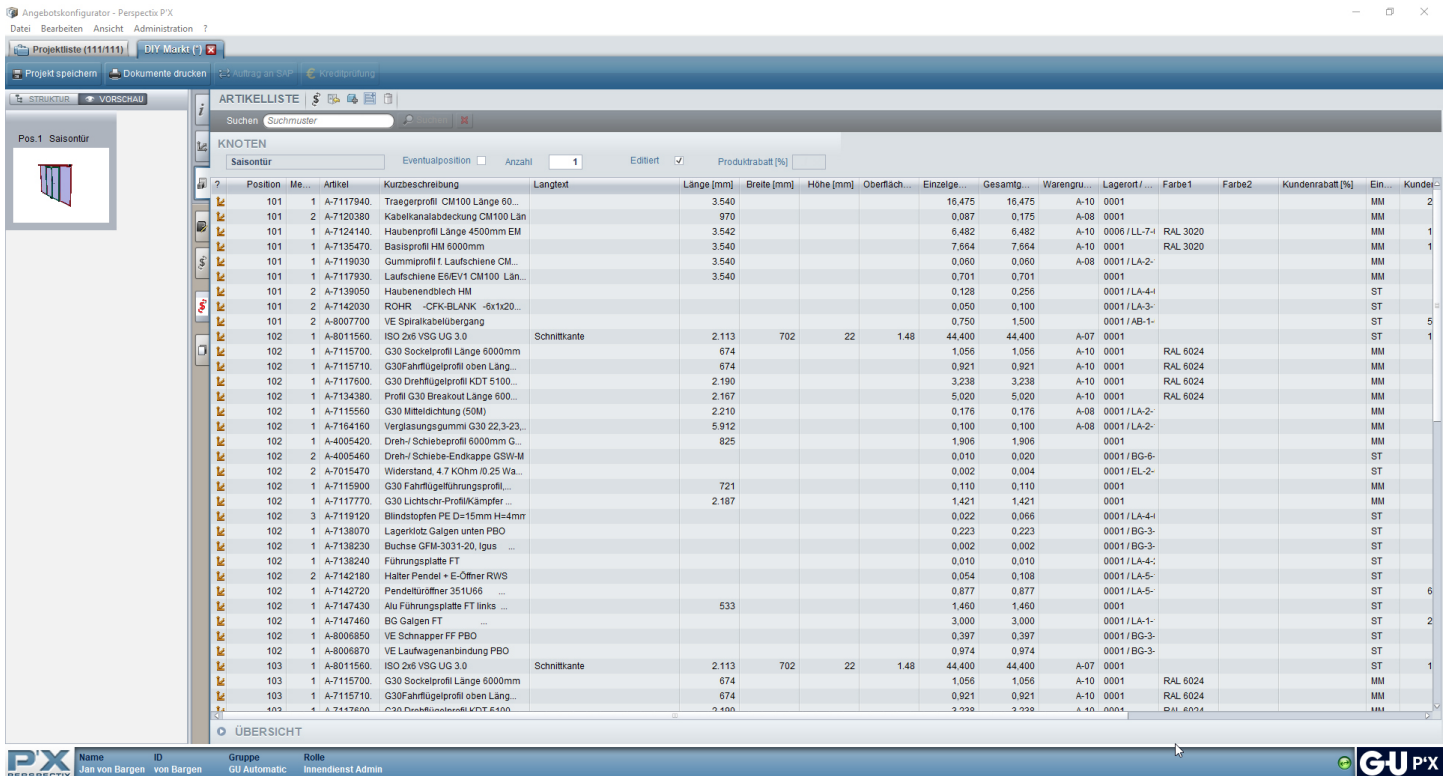 Angebotskonfigurator - Perspectix P'X
Datei Bearbeiten Ansicht Administration ?
Projektliste (111/111) DIY Markt (*)
Projekt speichern Dokumente drucken Auftrag an SAP Kreditprüfung
STRUKTUR VORSCHAU ARTIKELLISTE
Suchen Suchmuster Suchen
Pos.1 Saisontür
KNOTEN
Saisontür Eventualposition Anzahl 1 Editiert Produktrabatt [%]
? Position Me... Artikel Kurzbeschreibung Langtext Länge [mm] Breite [mm] Höhe [mm] Oberfläch... Einzelge... Gesamtg... Warengru... Lagerort / ... Farbe1 Farbe2 Kundenrabatt [%] Ein... Kunden
101 1 A-7117940. Traegerprofil CM100 Länge 60... 3.540 16,475 16,475 A-10 0001 MM 2
101 2 A-7120380 Kabelkanalabdeckung CM100 Län 970 0,087 0,175 A-08 0001 MM
101 1 A-7124140. Haubenprofil Länge 4500mm EM 3.542 6,482 6,482 A-10 0006 / LL-7- RAL 3020 MM 1
101 1 A-7135470. Basisprofil HM 6000mm 3.540 7,664 7,664 A-10 0001 RAL 3020 MM 1
101 1 A-7119030 Gummiprofil f. Laufschiene CM... 3.540 0,060 0,060 A-08 0001 / LA-2- MM
101 1 A-7117930. Laufschiene E6/EV1 CM100 Län... 3.540 0,701 0,701 0001 MM
101 2 A-7139050 Haubenendblech HM 0,128 0,256 0001 / LA-4- ST
101 2 A-7142030 ROHR -CFK-BLANK -6x1x20... 0,050 0,100 0001 / LA-3- ST
101 2 A-8007700 VE Spiralkabelübergang 0,750 1,500 0001 / AB-1- ST 5
102 1 A-8011560. ISO 2x6 VSG UG 3.0 Schnittkante 2.113 702 22 1.48 44,400 44,400 A-07 0001 ST 1
102 1 A-7115700. G30 Sockelprofil Länge 6000mm 674 1,056 1,056 A-10 0001 RAL 6024 MM
102 1 A-7115710. G30Fahrflügelprofil oben Läng... 674 0,921 0,921 A-10 0001 RAL 6024 MM
102 1 A-7117600. G30 Drehflügelprofil KDT 5100... 2.190 3,238 3,238 A-10 0001 RAL 6024 MM
102 1 A-7134380. Profil G30 Breakout Länge 600... 2.167 5,020 5,020 A-10 0001 RAL 6024 MM
102 1 A-7115560 G30 Mitteldichtung (50M) 2.210 0,176 0,176 A-08 0001 / LA-2- MM
102 1 A-7164160 Verglasungsgummi G30 22,3-23,.. 5.912 0,100 0,100 A-08 0001 / LA-2- MM
102 1 A-4005420. Dreh-/ Schiebeprofil 6000mm G... 825 1,906 1,906 0001 MM
102 2 A-4005460 Dreh-/ Schiebe-Endkappe GSW-M 0,010 0,020 0001 / BG-6- ST
102 2 A-7015470 Widerstand, 4.7 KOhm /0.25 Wa... 0,002 0,004 0001 / EL-2- ST
102 1 A-7115900 G30 Fahrflügelführungsprofil,... 721 0,110 0,110 0001 MM
102 1 A-7117770. G30 Lichtschr-Profil/Kämpfer ... 2.187 1,421 1,421 0001 MM
102 3 A-7119120 Blindstopfen PE D=15mm H=4mm 0,022 0,066 0001 / LA-4- ST
102 1 A-7138070 Lagerklotz Galgen unten PBO 0,223 0,223 0001 / BG-3- ST
102 1 A-7138230 Buchse GFM-3031-20, Igus ... 0,002 0,002 0001 / BG-3- ST
102 1 A-7138240 Führungsplatte FT 0,010 0,010 0001 / LA-4- ST
102 2 A-7142180 Halter Pendel + E-Öffner RWS 0,054 0,108 0001 / LA-5- ST
102 1 A-7142720 Pendeltüröffner 351U66 ... 0,877 0,877 0001 / LA-5- ST 6
102 1 A-7147430 Alu Führungsplatte FT links ... 533 1,460 1,460 0001 ST
102 1 A-7147460 BG Galgen FT ... 3,000 3,000 0001 / LA-1- ST 2
102 1 A-8006850 VE Schnapper FF PBO 0,397 0,397 0001 / BG-3- ST
102 1 A-8006870 VE Laufwagenanbindung PBO 0,974 0,974 0001 / BG-3- ST
103 1 A-8011560. ISO 2x6 VSG UG 3.0 Schnittkante 2.113 702 22 1.48 44,400 44,400 A-07 0001 ST 1
103 1 A-7115700. G30 Sockelprofil Länge 6000mm 674 1,056 1,056 A-10 0001 RAL 6024 MM
103 1 A-7115710. G30Fahrflügelprofil oben Läng... 674 0,921 0,921 A-10 0001 RAL 6024 MM
103 1 A-7117600. G30 Drehflügelprofil KDT 5100... 2.190 3,238 3,238 A-10 0001 RAL 6024 MM
ÜBERSICHT
P'X PERSPECTIX Name ID Gruppe Rolle
Jan von Bargen von Bargen GU Automatic Innendienst Admin
G-U P'X